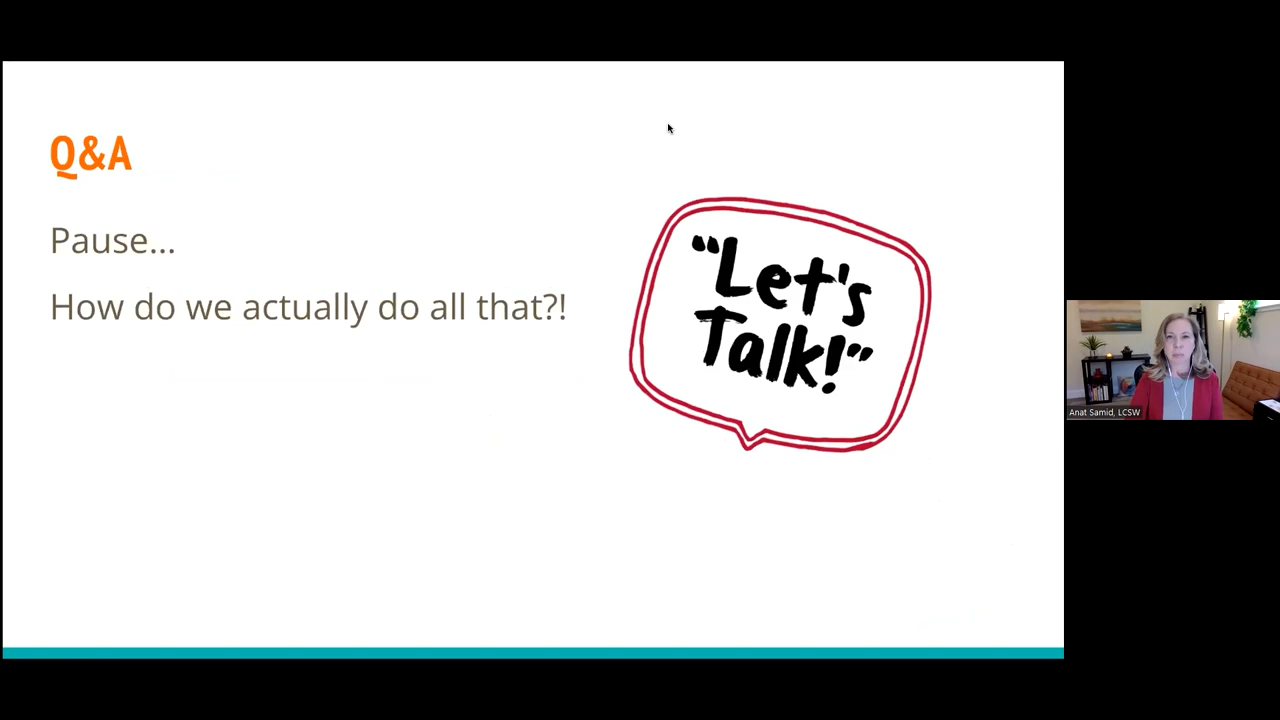 Q&A
Pause...
How do we actually do all that?!
“Let's
Talk!”
Anat Samid, LCSW